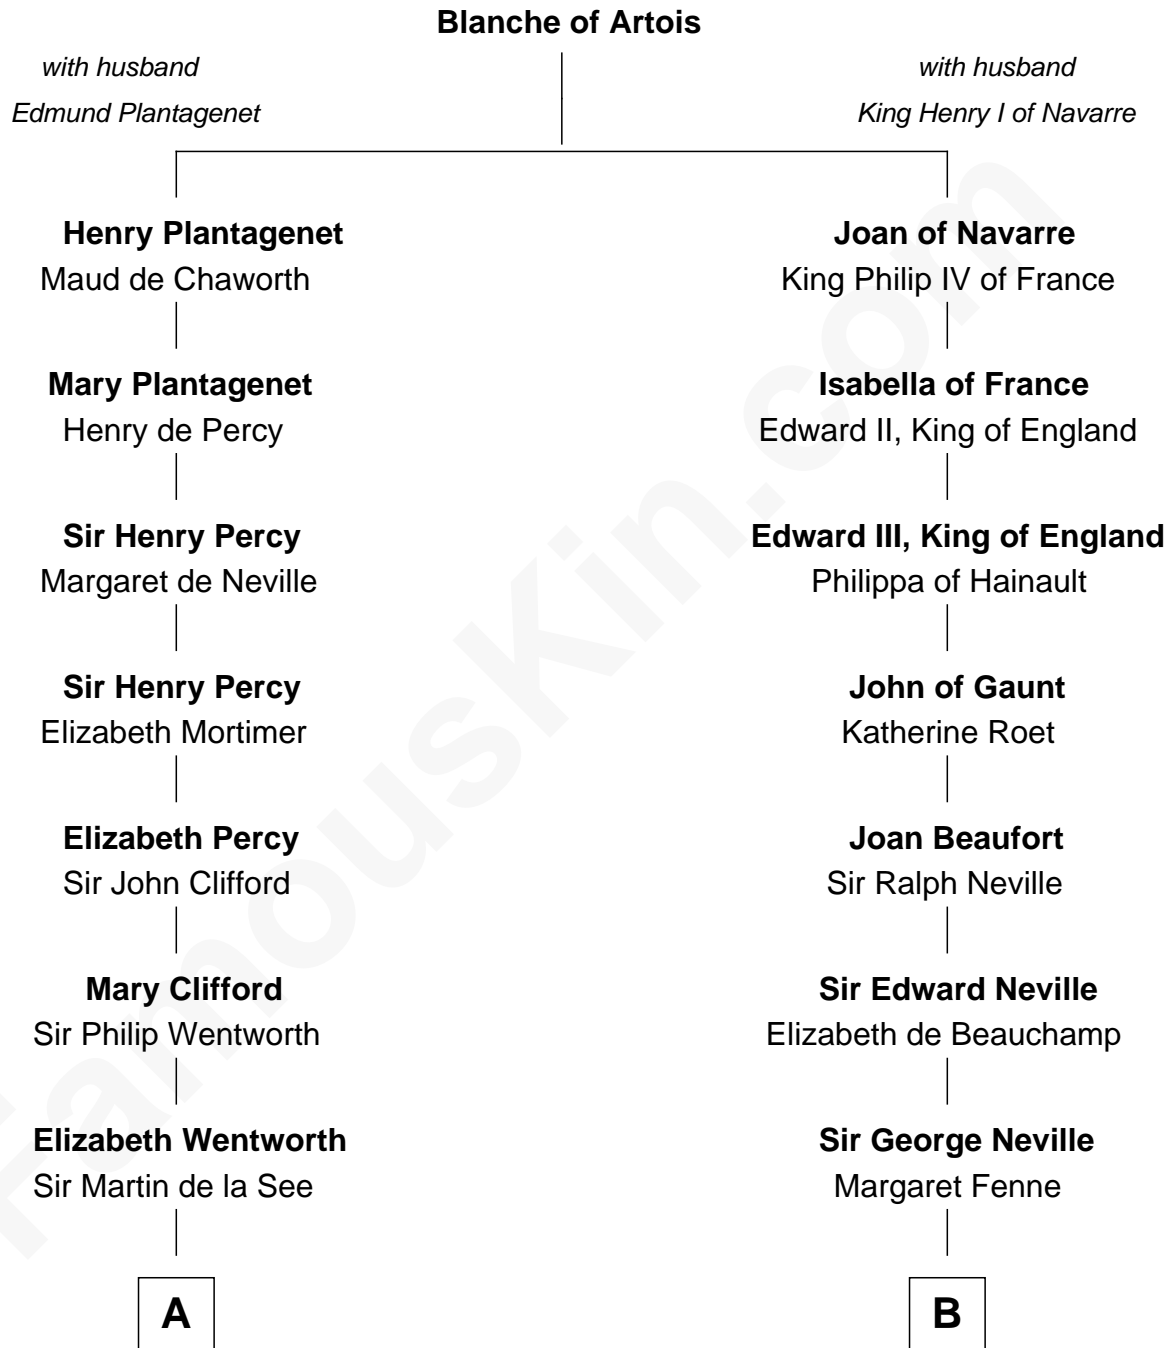 Blanche of Artois
with husband
Edmund Plantagenet
with husband
King Henry I of Navarre
Henry Plantagenet
Maud de Chaworth
Joan of Navarre
King Philip IV of France
Mary Plantagenet
Henry de Percy
Isabella of France
Edward II, King of England
Sir Henry Percy
Margaret de Neville
Edward III, King of England
Philippa of Hainault
Sir Henry Percy
Elizabeth Mortimer
John of Gaunt
Katherine Roet
Elizabeth Percy
Sir John Clifford
Joan Beaufort
Sir Ralph Neville
Mary Clifford
Sir Philip Wentworth
Sir Edward Neville
Elizabeth de Beauchamp
Elizabeth Wentworth
Sir Martin de la See
Sir George Neville
Margaret Fenne
A
B
FamousKin.com